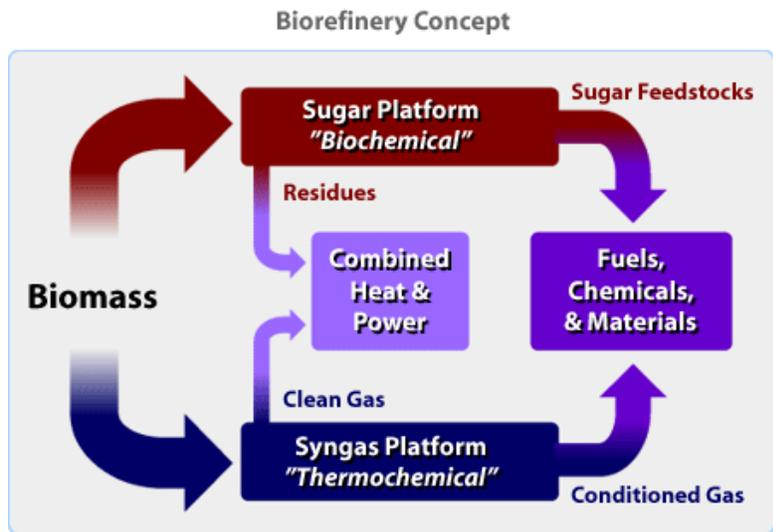 Biorefinery Concept
Sugar Feedstocks
Sugar Platform
"Biochemical"
Residues
Combined
Heat &
Power
Fuels,
Chemicals,
& Materials
Biomass
Clean Gas
Syngas Platform
"Thermochemical"
Conditioned Gas